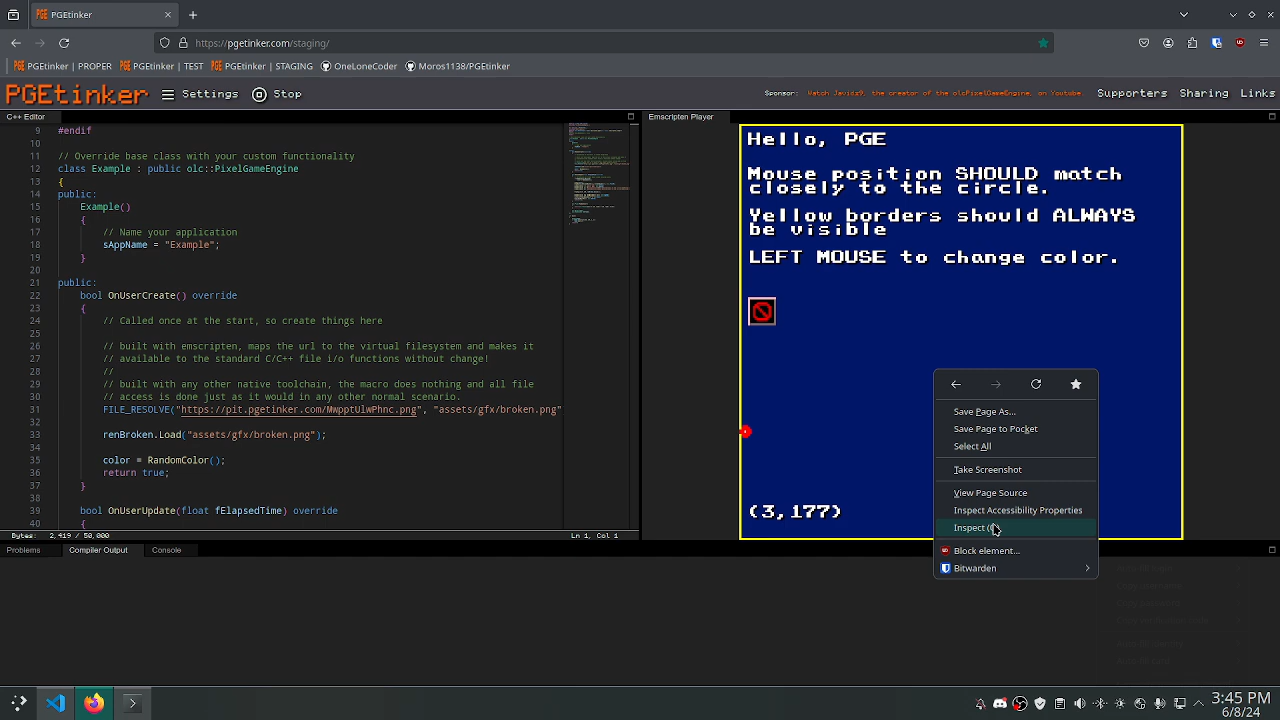 PGETinker
https://pgetinker.com/staging/
PGETinker | PROPER
PGETinker | TEST
PGETinker | STAGING
OneLoneCoder
Moros1138/PGEtinker
PGEtinker
Settings
Stop
Sponsor:
Watch Javidx9, the creator of the olcPixelGameEngine, on Youtube.
Supporters
Sharing
Links
C++ Editor
Emscripten Player
9 #endif
10
11 // Override base class with your custom functionality
12 class Example : public olc::PixelGameEngine
13 {
14 public:
15 Example()
16 {
17 // Name your application
18 sAppName = "Example";
19 }
20
21 public:
22 bool OnUserCreate() override
23 {
24 // Called once at the start, so create things here
25
26 // built with emscripten, maps the url to the virtual filesystem and makes it
27 // available to the standard C/C++ file i/o functions without change!
28 //
29 // built with any other native toolchain, the macro does nothing and all file
30 // access is done just as it would in any other normal scenario.
31 FILE_RESOLVE("https://pit.pgetinker.com/MwpptUlwPhnc.png", "assets/gfx/broken.png"
32
33 renBroken.Load("assets/gfx/broken.png");
34
35 color = RandomColor();
36 return true;
37 }
38
39 bool OnUserUpdate(float fElapsedTime) override
40 {
Bytes: 2,419 / 50,000
Ln 1, Col 1
Hello, PGE
Mouse position SHOULD match
closely to the circle.
Yellow borders should ALWAYS
be visible
LEFT MOUSE to change color.
(3,177)
Save Page As...
Save Page to Pocket
Select All
Take Screenshot
View Page Source
Inspect Accessibility Properties
Inspect
Block element...
Bitwarden
Problems
Compiler Output
Console
3:45 PM
6/8/24